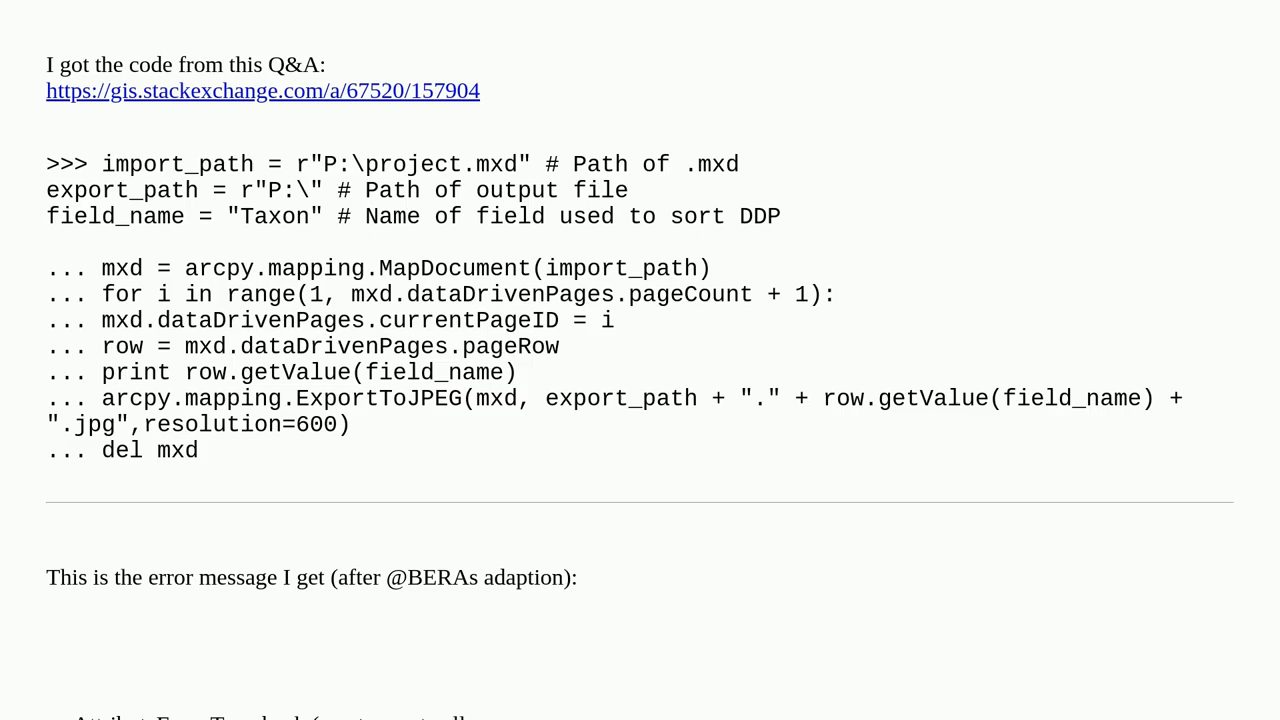 I got the code from this Q&A:
https://gis.stackexchange.com/a/67520/157904
>>> import_path = r"P:\project.mxd" # Path of .mxd
export_path = r"P:\" # Path of output file
field_name = "Taxon" # Name of field used to sort DDP
... mxd = arcpy.mapping.MapDocument(import_path)
... for i in range(1, mxd.dataDrivenPages.pageCount + 1):
... mxd.dataDrivenPages.currentPageID = i
... row = mxd.dataDrivenPages.pageRow
... print row.getValue(field_name)
... arcpy.mapping.ExportToJPEG(mxd, export_path + "." + row.getValue(field_name) +
".jpg",resolution=600)
... del mxd
This is the error message I get (after @BERAs adaption):